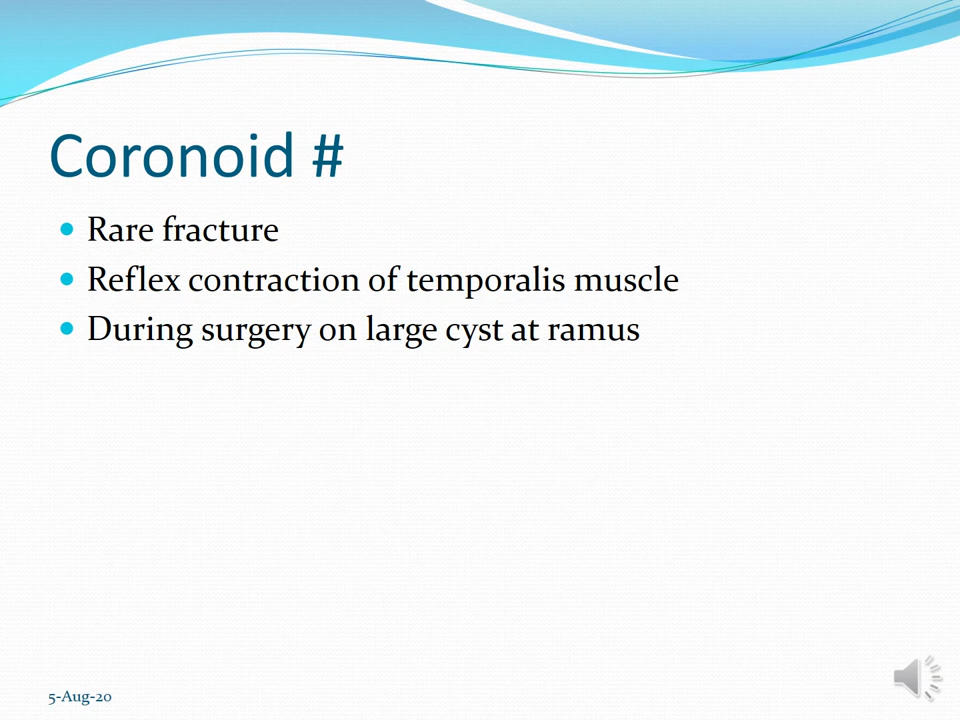 Coronoid #
• Rare fracture
• Reflex contraction of temporalis muscle
• During surgery on large cyst at ramus
5-Aug-20